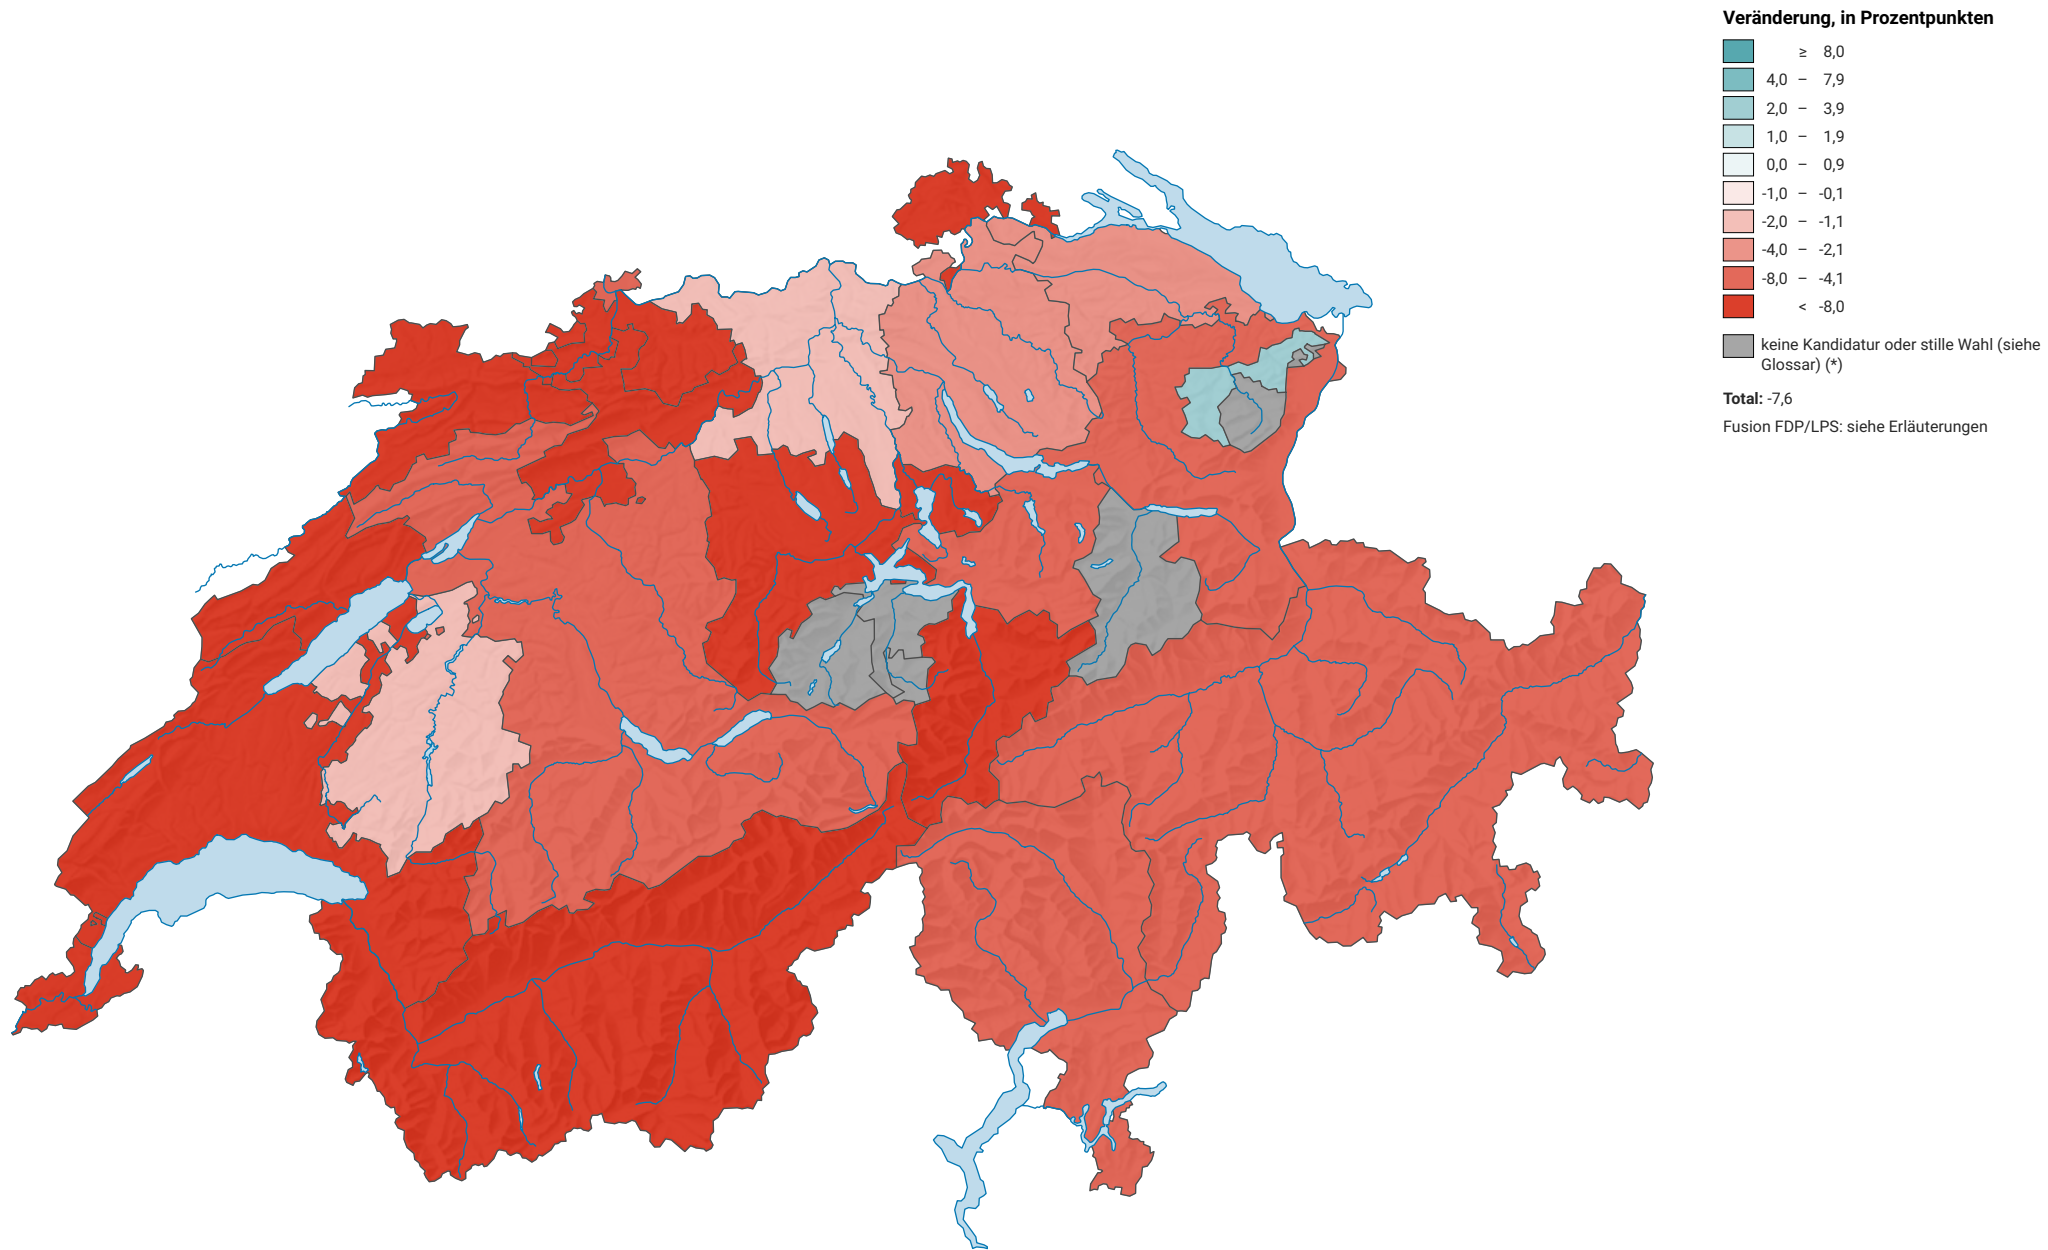 Veränderung, in Prozentpunkten
≥ 8,0
4,0 – 7,9
2,0 – 3,9
1,0 – 1,9
0,0 – 0,9
-1,0 – -0,1
-2,0 – -1,1
-4,0 – -2,1
-8,0 – -4,1
< -8,0
keine Kandidatur oder stille Wahl (siehe
Glossar) (*)
Total: -7,6
Fusion FDP/LPS: siehe Erläuterungen